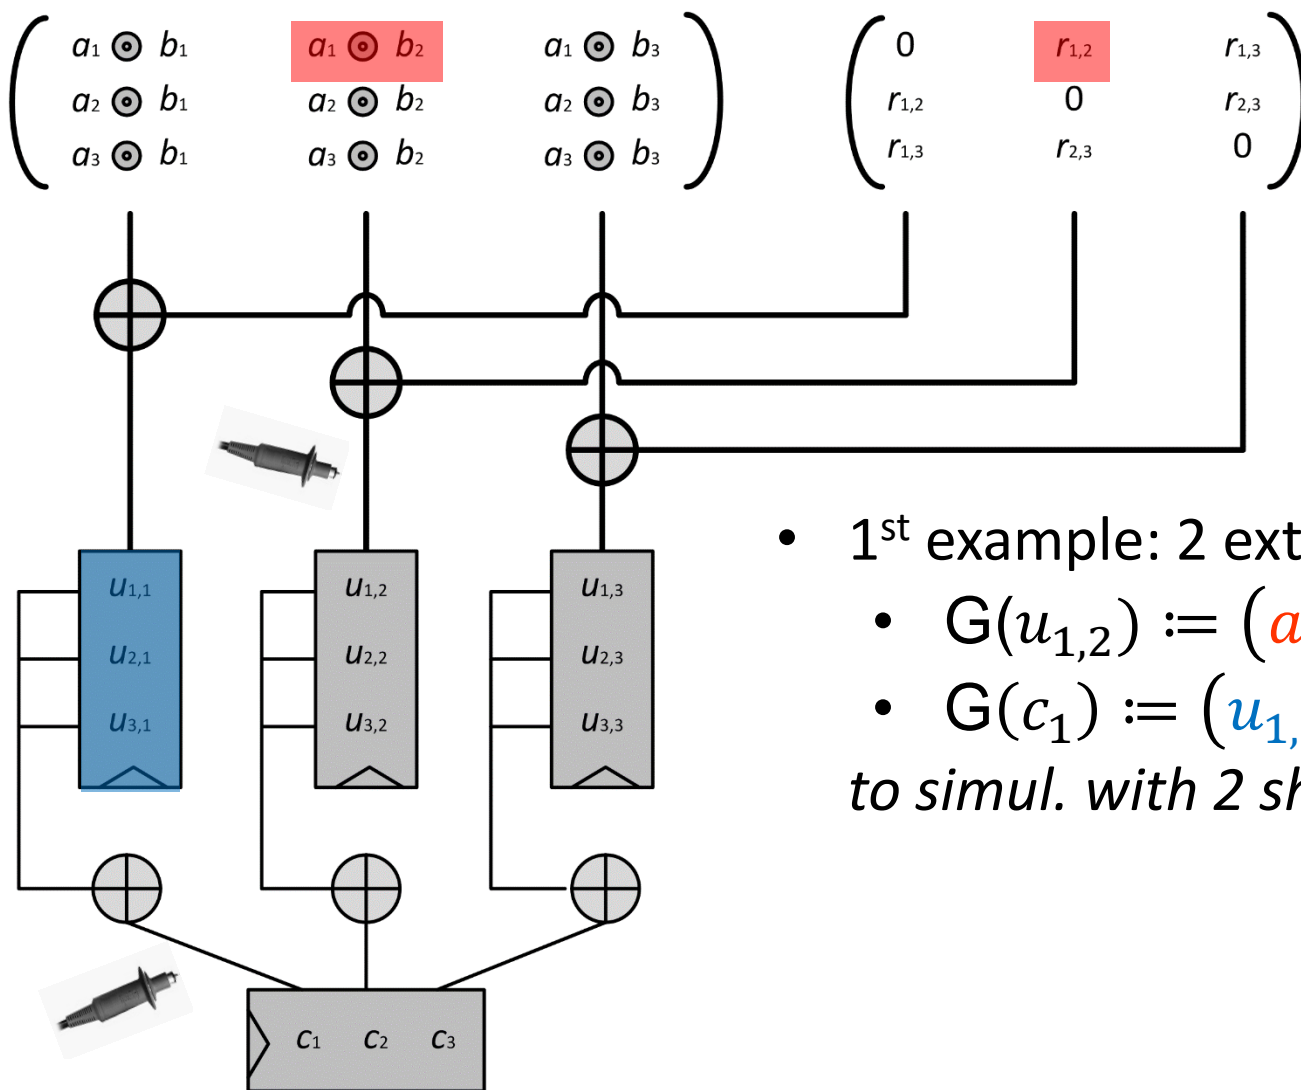 a1 ⊙ b1 a1 ⊙ b2 a1 ⊙ b3 0 r1,2 r1,3
a2 ⊙ b1 a2 ⊙ b2 a2 ⊙ b3 r1,2 0 r2,3
a3 ⊙ b1 a3 ⊙ b2 a3 ⊙ b3 r1,3 r2,3 0
u1,1 u1,2 u1,3
u2,1 u2,2 u2,3
u3,1 u3,2 u3,3
c1 c2 c3
• 1st example: 2 ext
• G(u1,2) ≔ (a
• G(c1) ≔ (u1,
to simul. with 2 sh